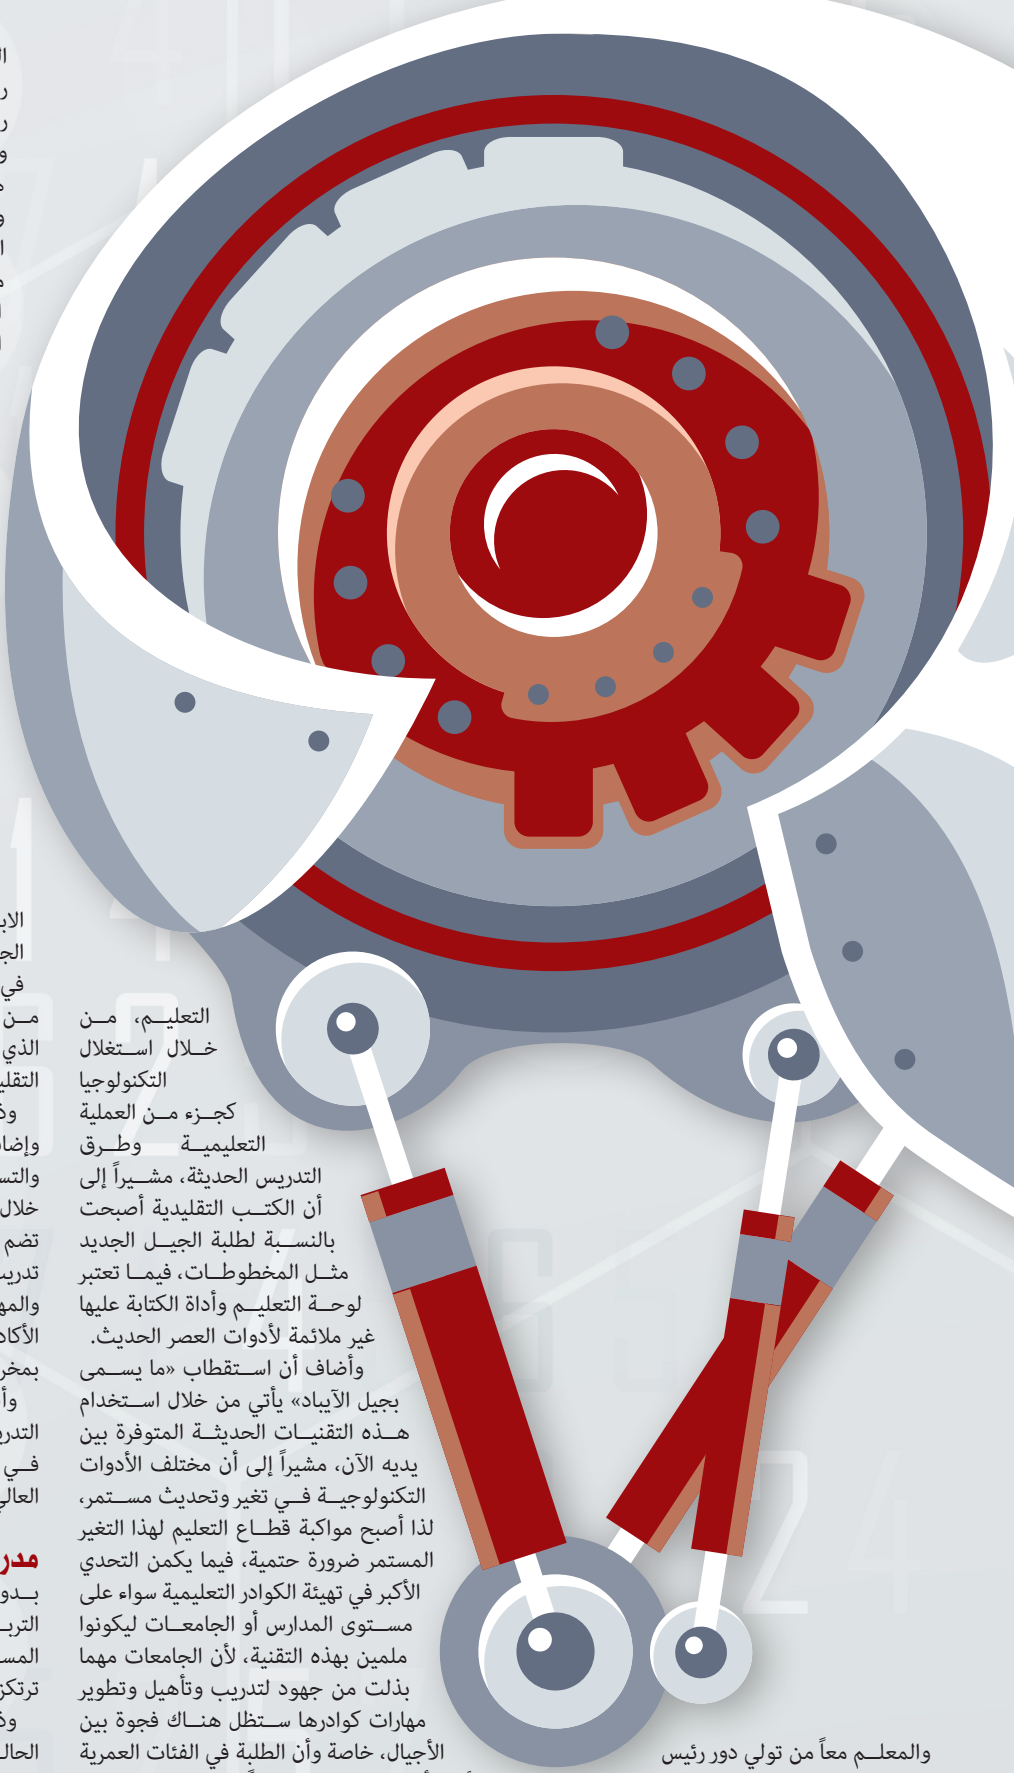 والمعلم معاً من تولي دور رئيس
التعليم، من
خلال استغلال
التكنولوجيا
كجزء من العملية
التعليمية وطرق
التدريس الحديثة، مشيراً إلى
أن الكتب التقليدية أصبحت
بالنسبة لطلبة الجيل الجديد
مثل المخطوطات، فيما تعتبر
لوحة التعليم وأداة الكتابة عليها
غير ملائمة لأدوات العصر الحديث.
وأضاف أن استقطاب «ما يسمى
بجيل الآيباد» يأتي من خلال استخدام
هذه التقنيات الحديثة المتوفرة بين
يديه الآن، مشيراً إلى أن مختلف الأدوات
التكنولوجية في تغير وتحديث مستمر،
لذا أصبح مواكبة قطاع التعليم لهذا التغير
المستمر ضرورة حتمية، فيما يكمن التحدي
الأكبر في تهيئة الكوادر التعليمية سواء على
مستوى المدارس أو الجامعات ليكونوا
ملمين بهذه التقنية، لأن الجامعات مهما
بذلت من جهود لتدريب وتأهيل وتطوير
مهارات كوادرها ستظل هناك فجوة بين
الأجيال، خاصة وأن الطلبة في الفئات العمرية
في
من
الذي
خلال
تضم
في